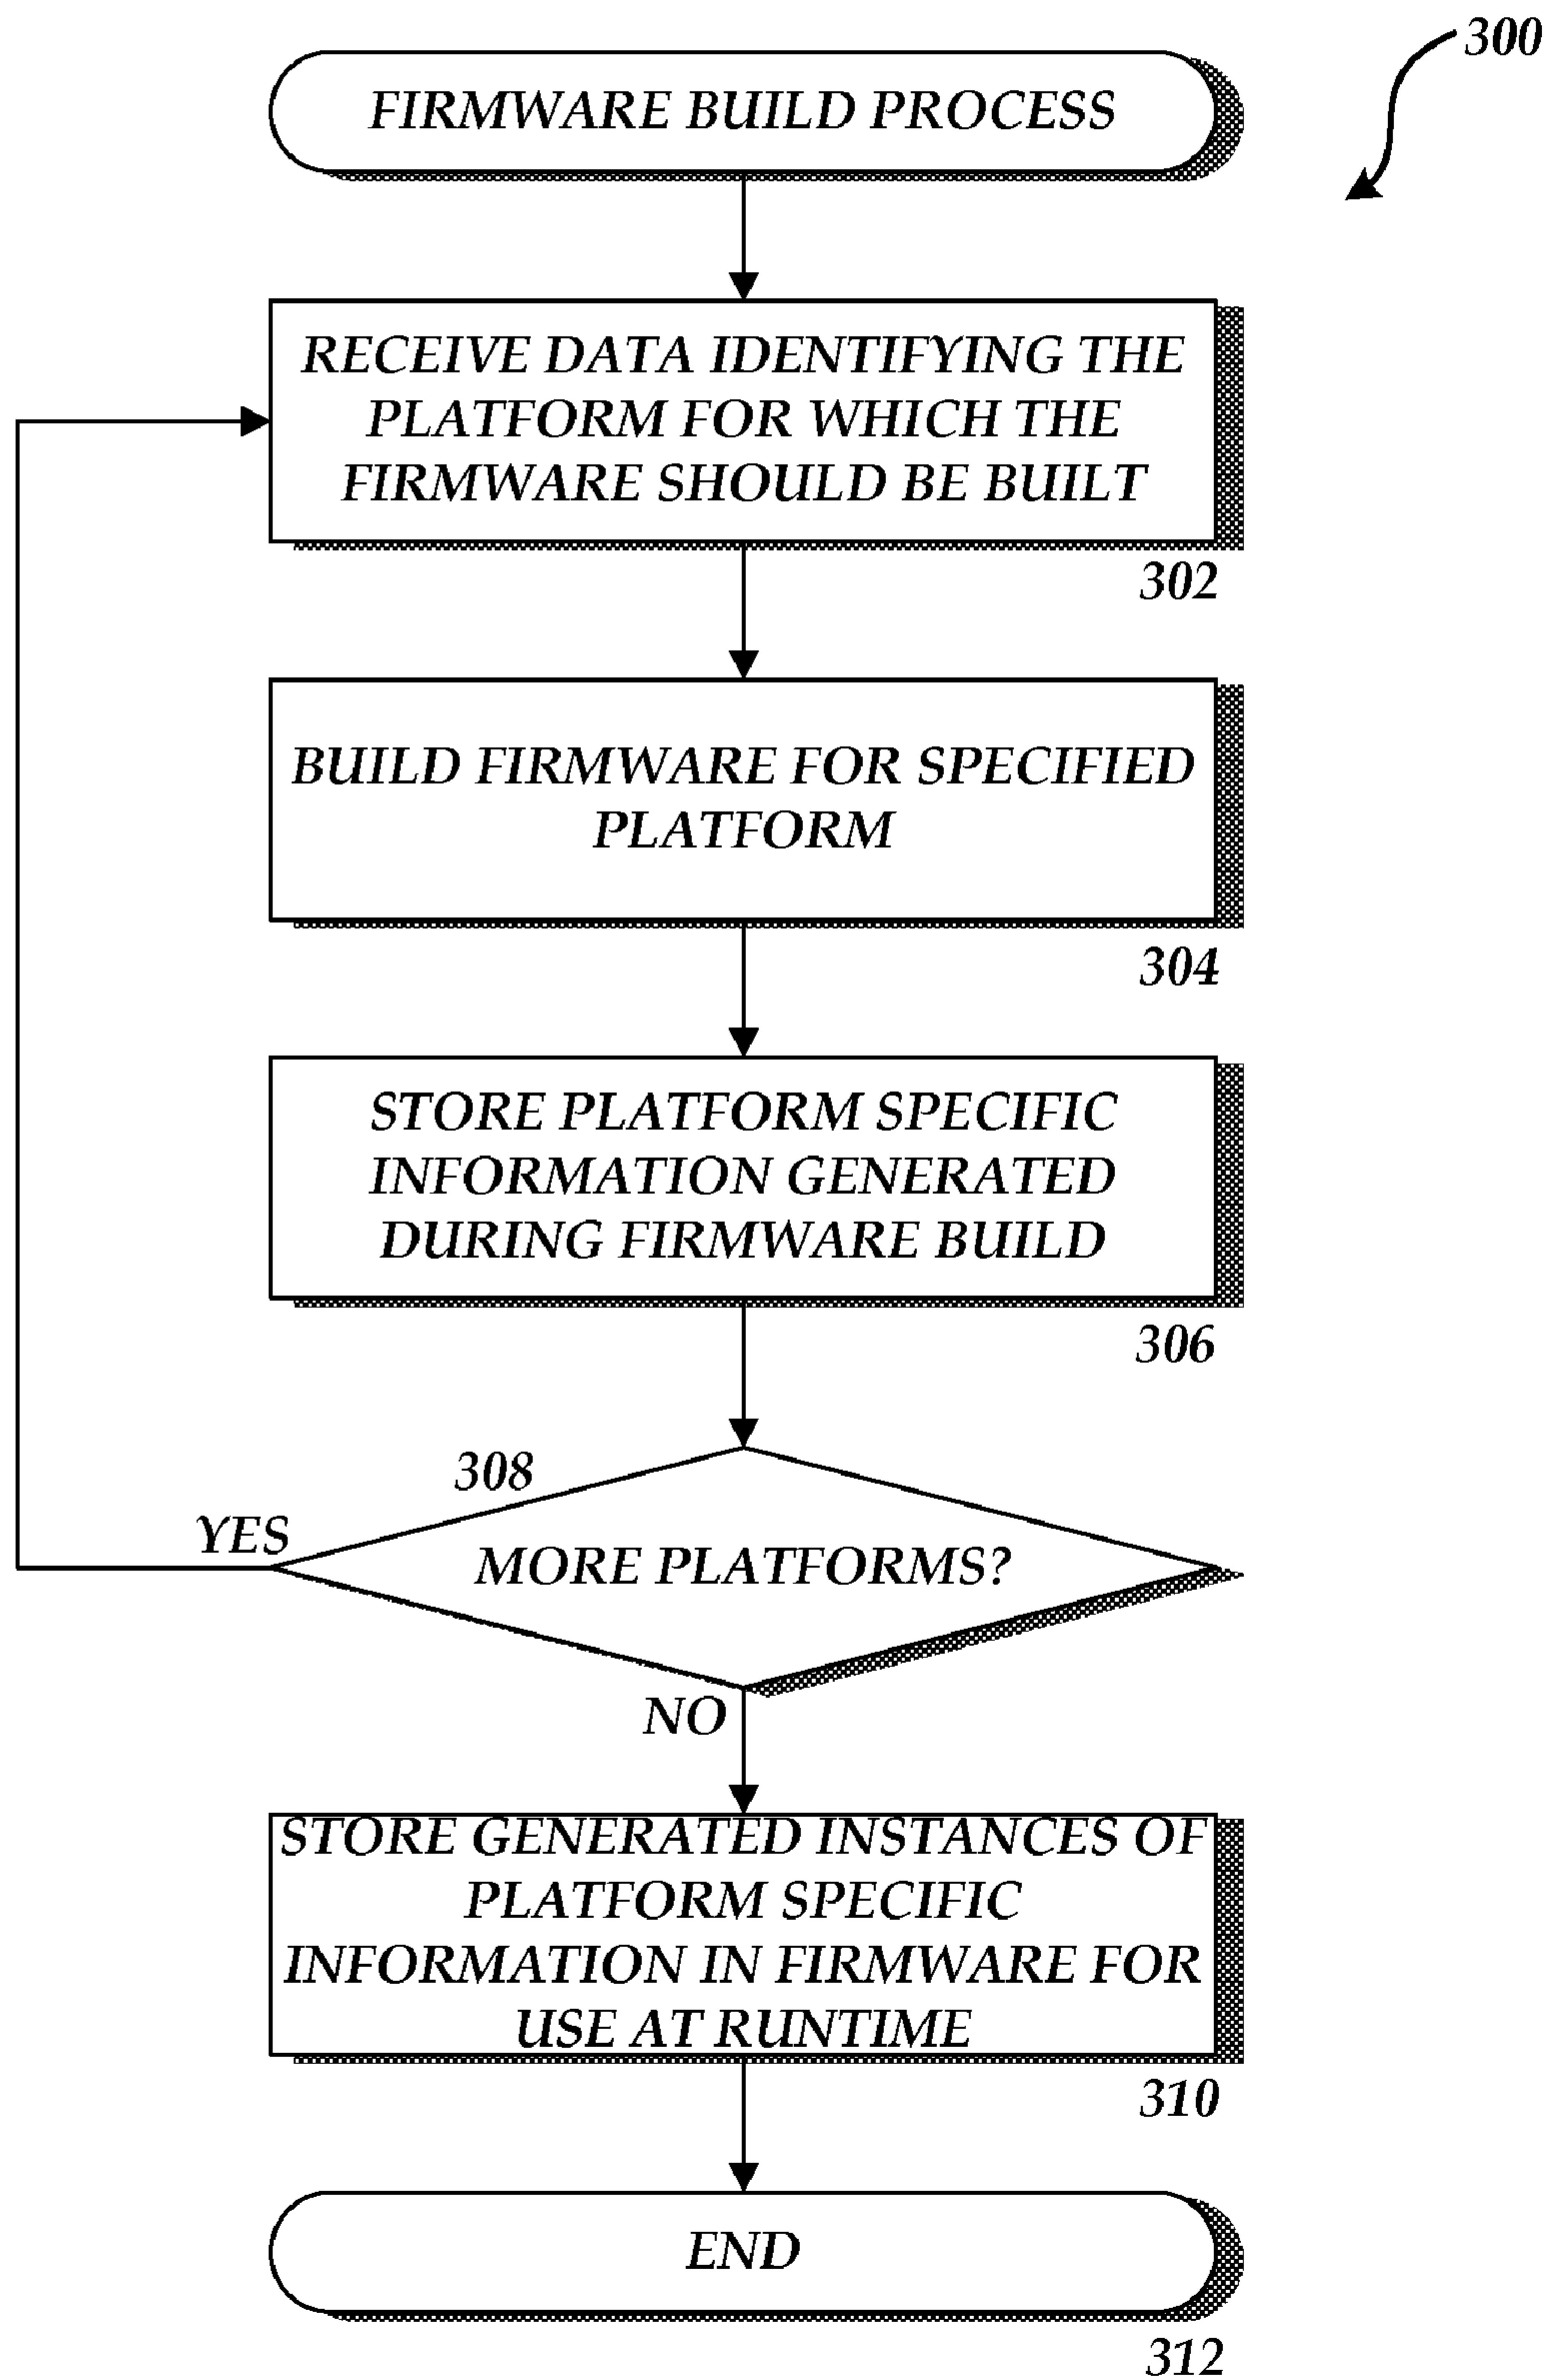 300
FIRMWARE BUILD PROCESS
RECEIVE DATA IDENTIFYING THE
PLATFORM FOR WHICH THE
FIRMWARE SHOULD BE BUILT
302
BUILD FIRMWARE FOR SPECIFIED
PLATFORM
304
STORE PLATFORM SPECIFIC
INFORMATION GENERATED
DURING FIRMWARE BUILD
306
308
YES
MORE PLATFORMS?
NO
STORE GENERATED INSTANCES OF
PLATFORM SPECIFIC
INFORMATION IN FIRMWARE FOR
USE AT RUNTIME
310
END
312